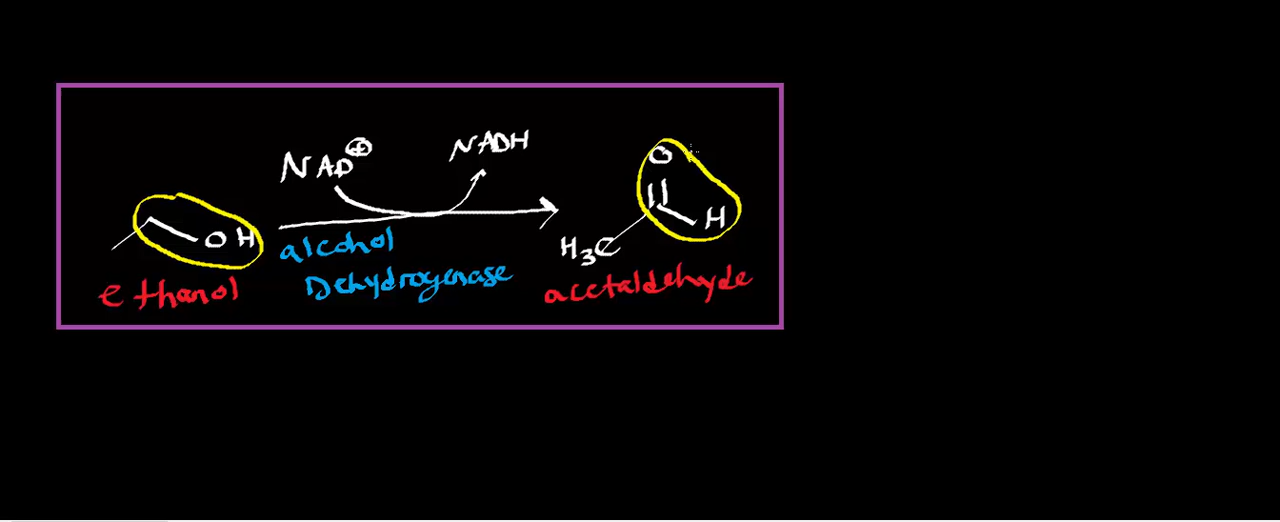 NAD⊕
NADH
O
H
OH
H3C
alcohol
Dehydrogenase
ethanol
acetaldehyde